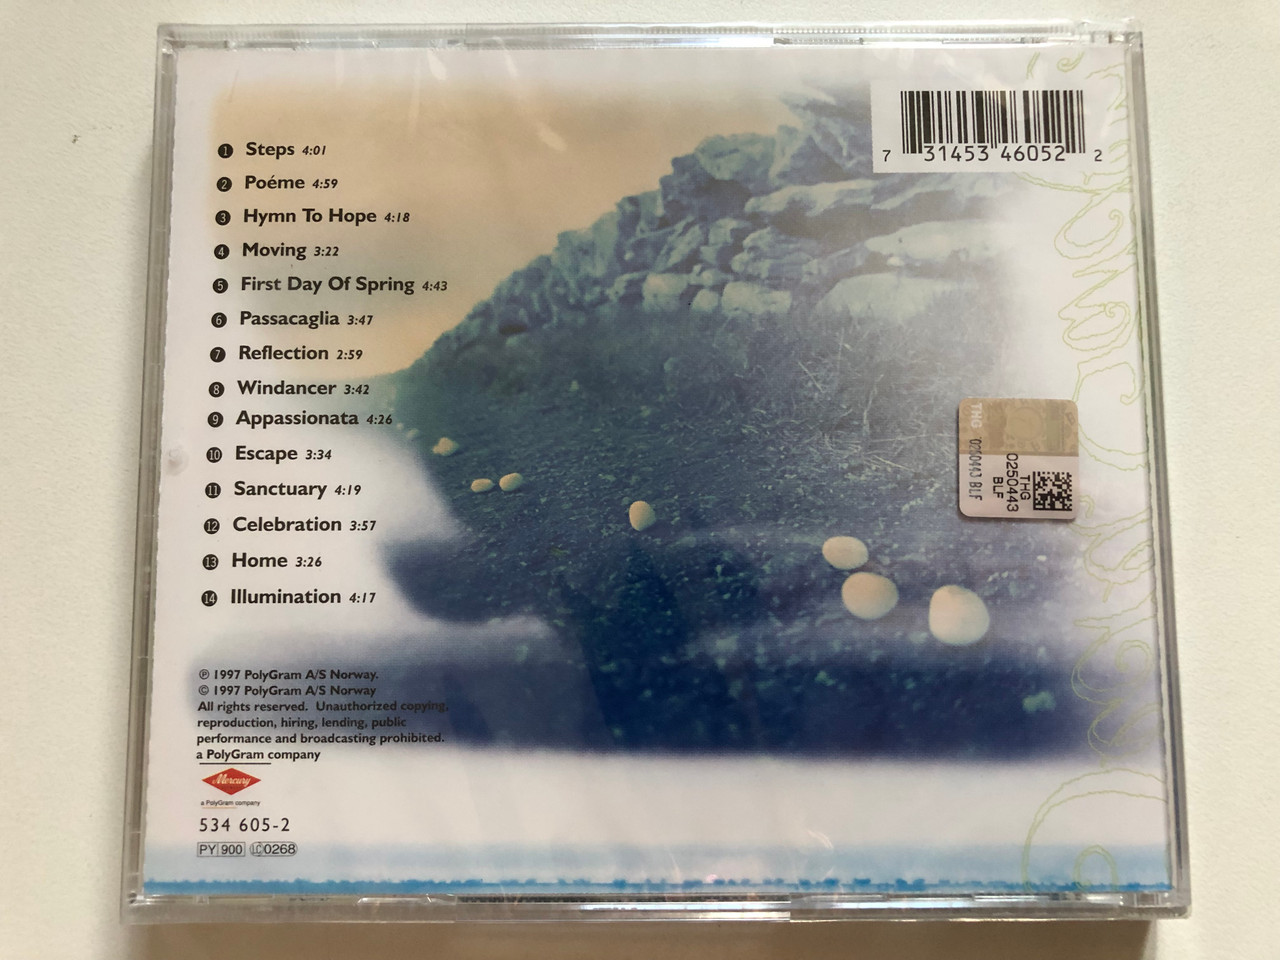 1 Steps 4:01
2 Poéme 4:59
3 Hymn To Hope 4:18
4 Moving 3:22
5 First Day Of Spring 4:43
6 Passacaglia 3:47
7 Reflection 2:59
8 Windancer 3:42
9 Appassionata 4:26
10 Escape 3:34
11 Sanctuary 4:19
12 Celebration 3:57
13 Home 3:26
14 Illumination 4:17
℗ 1997 PolyGram A/S Norway.
© 1997 PolyGram A/S Norway
All rights reserved. Unauthorized copying,
reproduction, hiring, lending, public
performance and broadcasting prohibited.
a PolyGram company
Mercury
a PolyGram company
534 605-2
PY 900 LC 0268
7 31453 46052 2
THG
0250443 BLF
THG
0250443
BLF